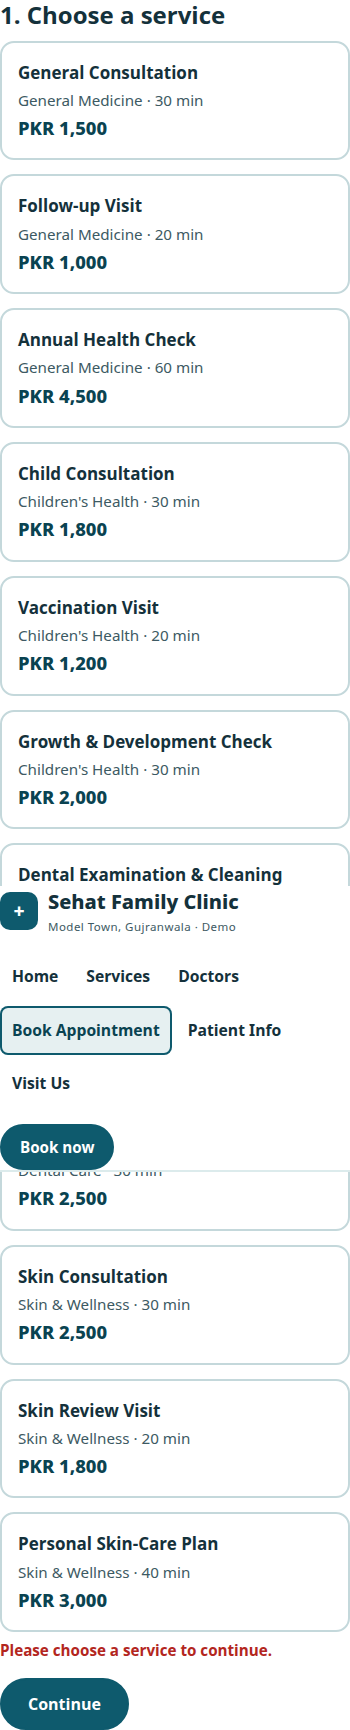 1. Choose a service
General Consultation
General Medicine · 30 min
PKR 1,500
Follow-up Visit
General Medicine · 20 min
PKR 1,000
Annual Health Check
General Medicine · 60 min
PKR 4,500
Child Consultation
Children's Health · 30 min
PKR 1,800
Vaccination Visit
Children's Health · 20 min
PKR 1,200
Growth & Development Check
Children's Health · 30 min
PKR 2,000
Dental Examination & Cleaning
+
Sehat Family Clinic
Model Town, Gujranwala · Demo
Home Services Doctors
Book Appointment Patient Info
Visit Us
Book now
PKR 2,500
Skin Consultation
Skin & Wellness · 30 min
PKR 2,500
Skin Review Visit
Skin & Wellness · 20 min
PKR 1,800
Personal Skin-Care Plan
Skin & Wellness · 40 min
PKR 3,000
Please choose a service to continue.
Continue